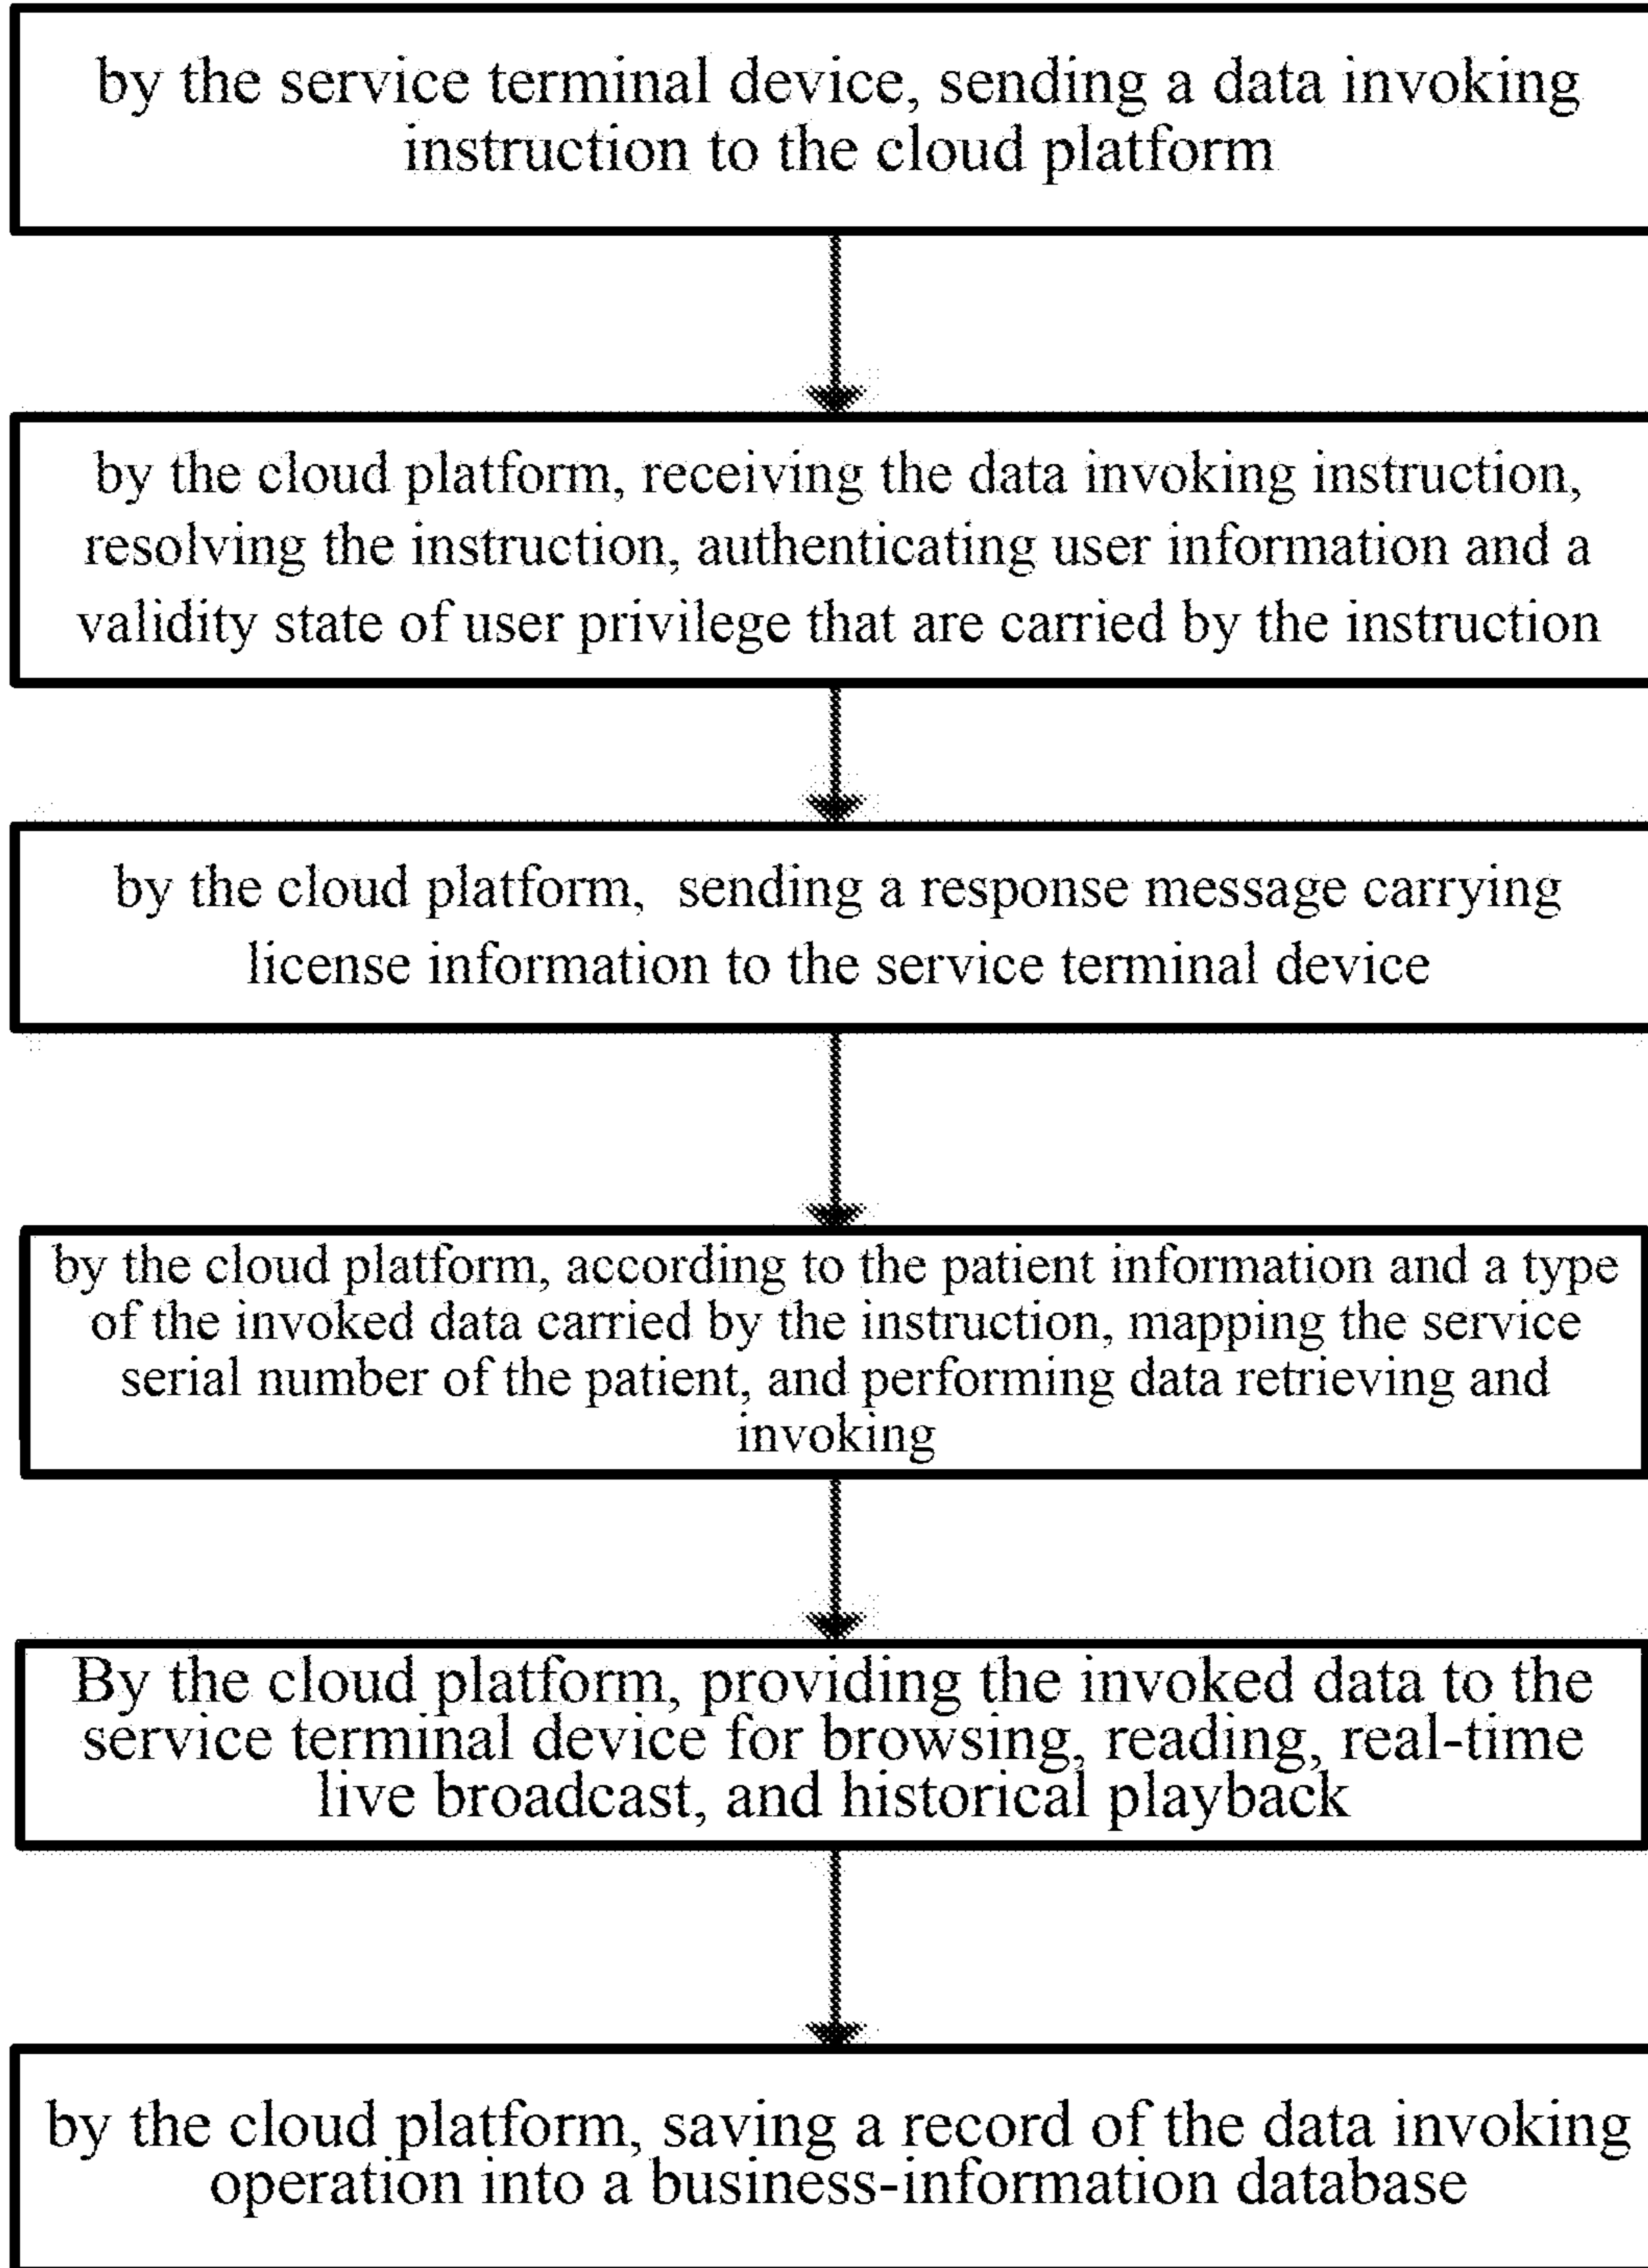 by the service terminal device, sending a data invoking
instruction to the cloud platform
by the cloud platform, receiving the data invoking instruction,
resolving the instruction, authenticating user information and a
validity state of user privilege that are carried by the instruction
by the cloud platform, sending a response message carrying
license information to the service terminal device
by the cloud platform, according to the patient information and a type
of the invoked data carried by the instruction, mapping the service
serial number of the patient, and performing data retrieving and
invoking
By the cloud platform, providing the invoked data to the
service terminal device for browsing, reading, real-time
live broadcast, and historical playback
by the cloud platform, saving a record of the data invoking
operation into a business-information database